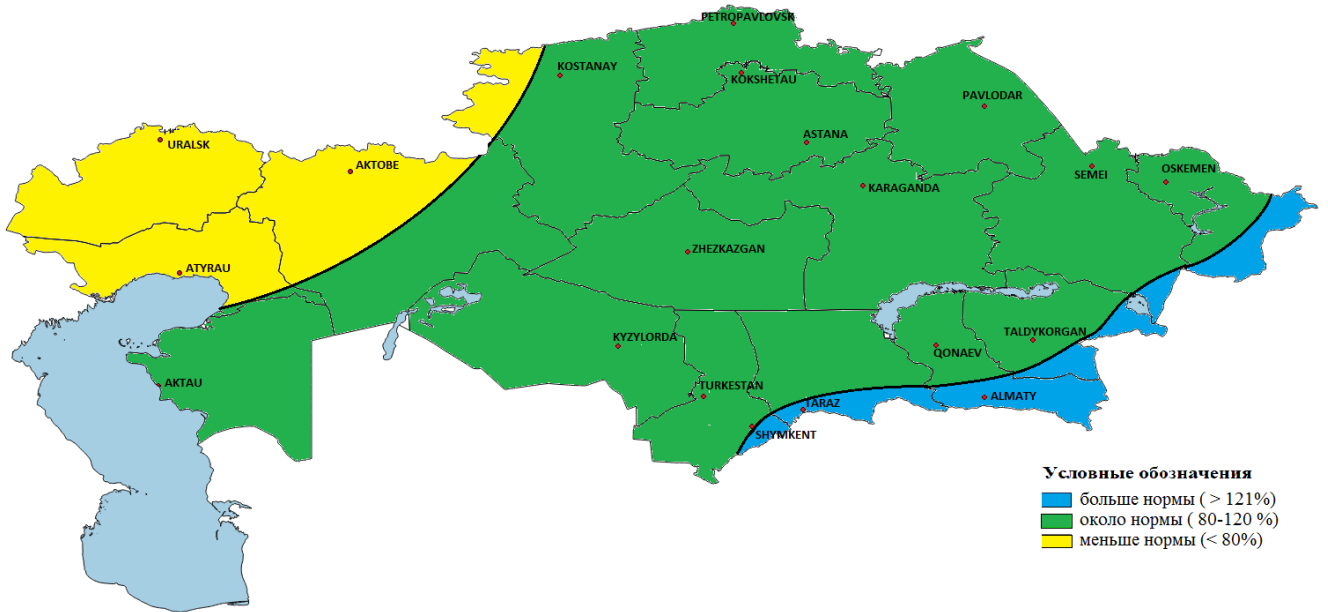 PETROPAVLOVSK
KOSTANAY
KOKSHETAU
PAVLODAR
ASTANA
URALSK
AKTOBE
SEMEI
OSKEMEN
KARAGANDA
ZHEZKAZGAN
ATYRAU
KYZYLORDA
TALDYKORGAN
QONAEV
AKTAU
TURKESTAN
TARAZ
ALMATY
SHYMKENT
Условные обозначения
больше нормы ( > 121%)
около нормы ( 80-120 %)
меньше нормы (< 80%)